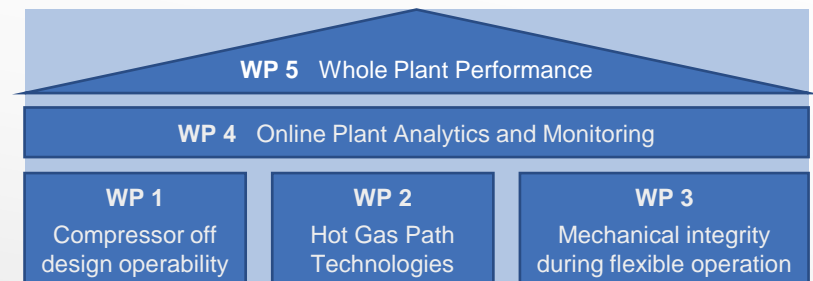 WP 5 Whole Plant Performance
WP 4 Online Plant Analytics and Monitoring
WP 1
Compressor off
design operability
WP 2
Hot Gas Path
Technologies
WP 3
Mechanical integrity
during flexible operation